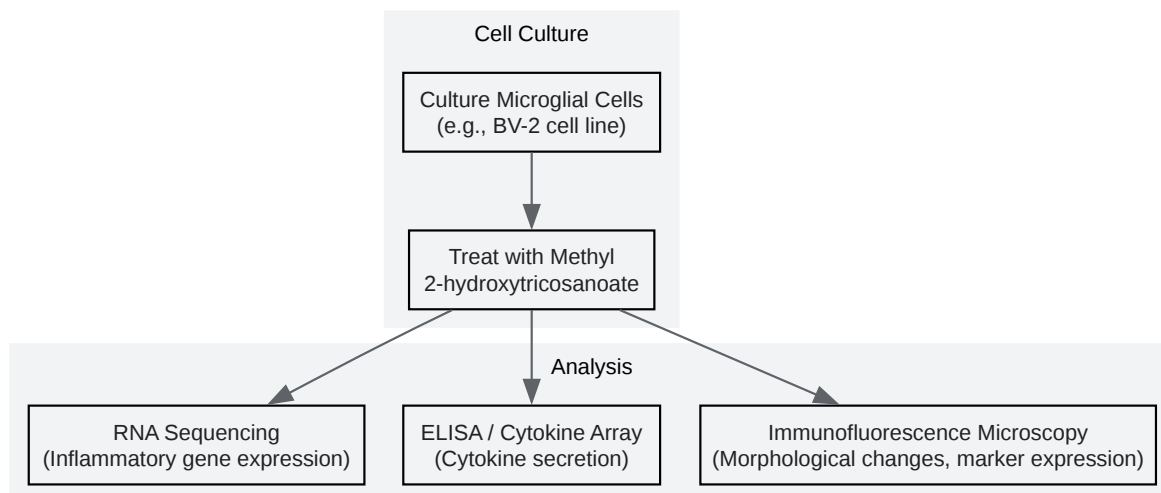 Cell Culture
Culture Microglial Cells
(e.g., BV-2 cell line)
Treat with Methyl
2-hydroxytricosanoate
Analysis
RNA Sequencing
(Inflammatory gene expression)
ELISA / Cytokine Array
(Cytokine secretion)
Immunofluorescence Microscopy
(Morphological changes, marker expression)